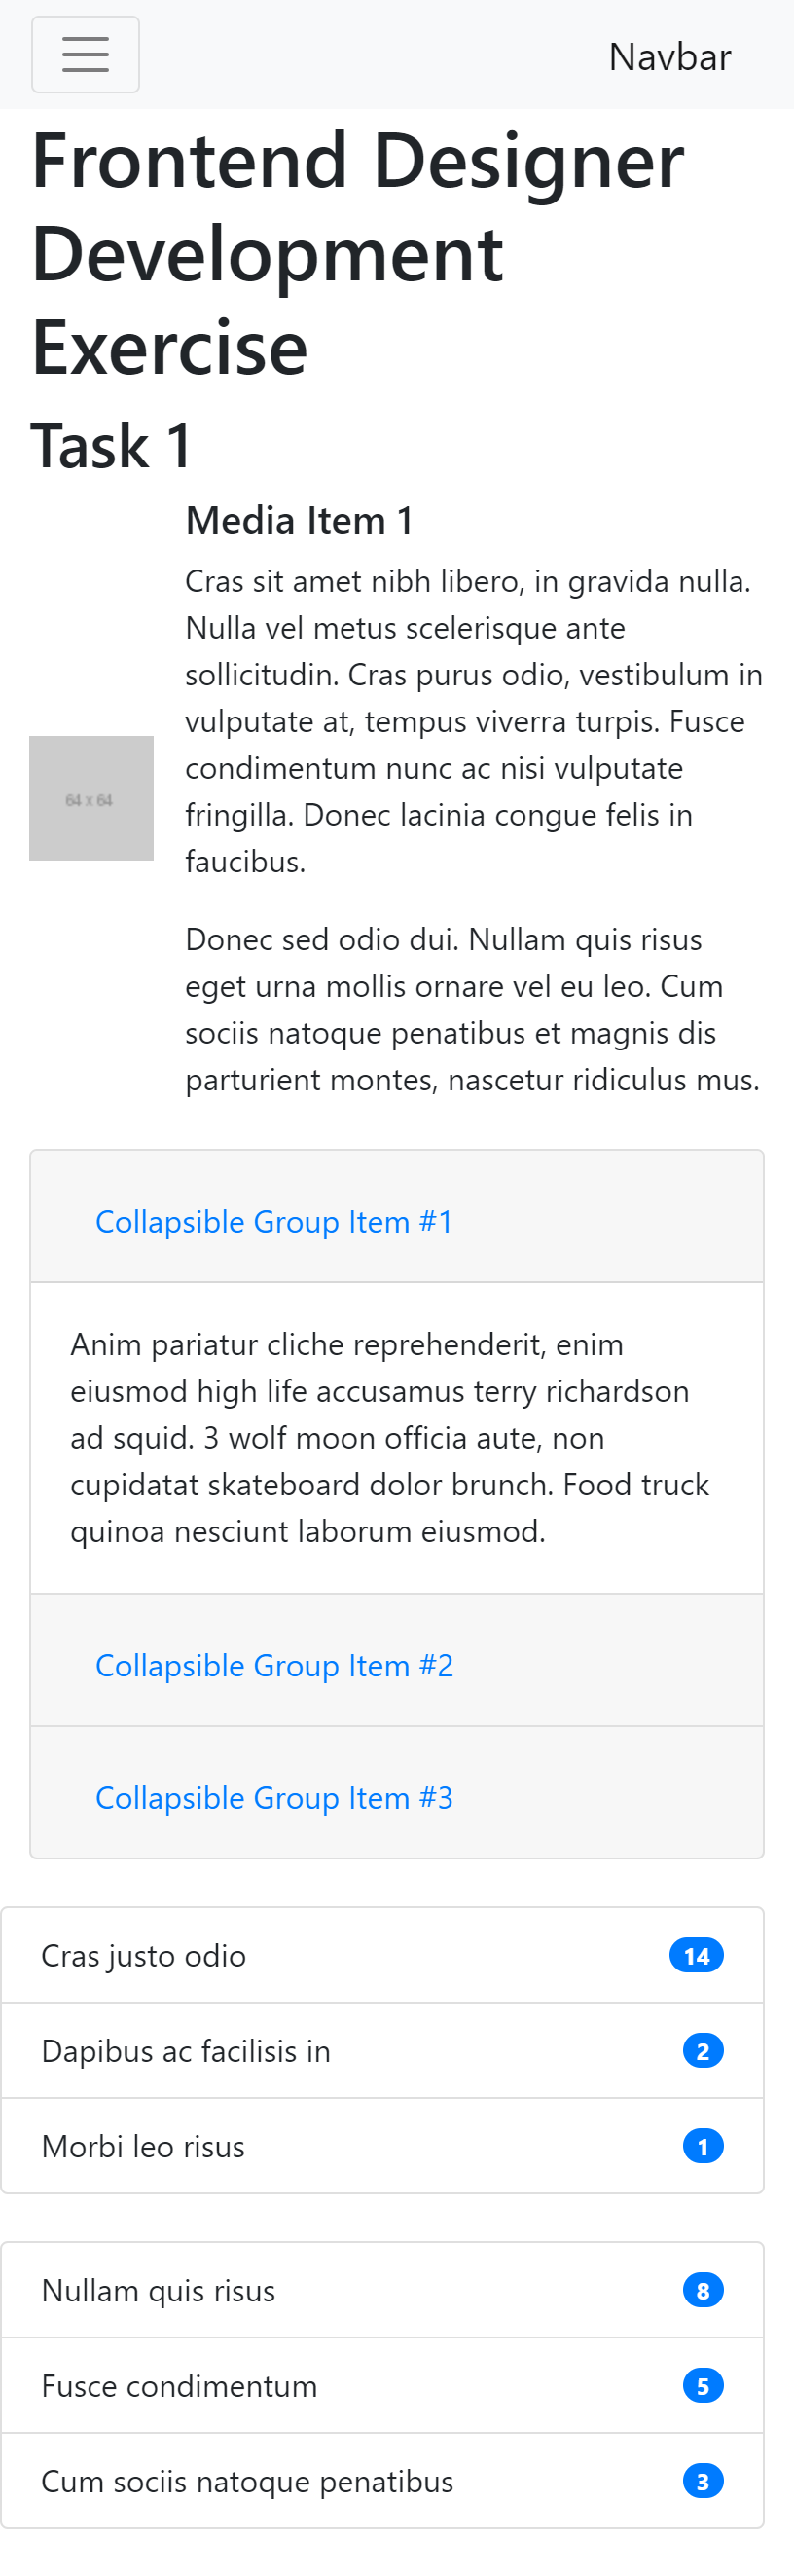 Navbar
Frontend Designer
Development
Exercise
Task 1
Media Item 1
Cras sit amet nibh libero, in gravida nulla.
Nulla vel metus scelerisque ante
sollicitudin. Cras purus odio, vestibulum in
vulputate at, tempus viverra turpis. Fusce
condimentum nunc ac nisi vulputate
fringilla. Donec lacinia congue felis in
faucibus.
64 x 64
Donec sed odio dui. Nullam quis risus
eget urna mollis ornare vel eu leo. Cum
sociis natoque penatibus et magnis dis
parturient montes, nascetur ridiculus mus.
Collapsible Group Item #1
Anim pariatur cliche reprehenderit, enim
eiusmod high life accusamus terry richardson
ad squid. 3 wolf moon officia aute, non
cupidatat skateboard dolor brunch. Food truck
quinoa nesciunt laborum eiusmod.
Collapsible Group Item #2
Collapsible Group Item #3
Cras justo odio 14
Dapibus ac facilisis in 2
Morbi leo risus 1
Nullam quis risus 8
Fusce condimentum 5
Cum sociis natoque penatibus 3